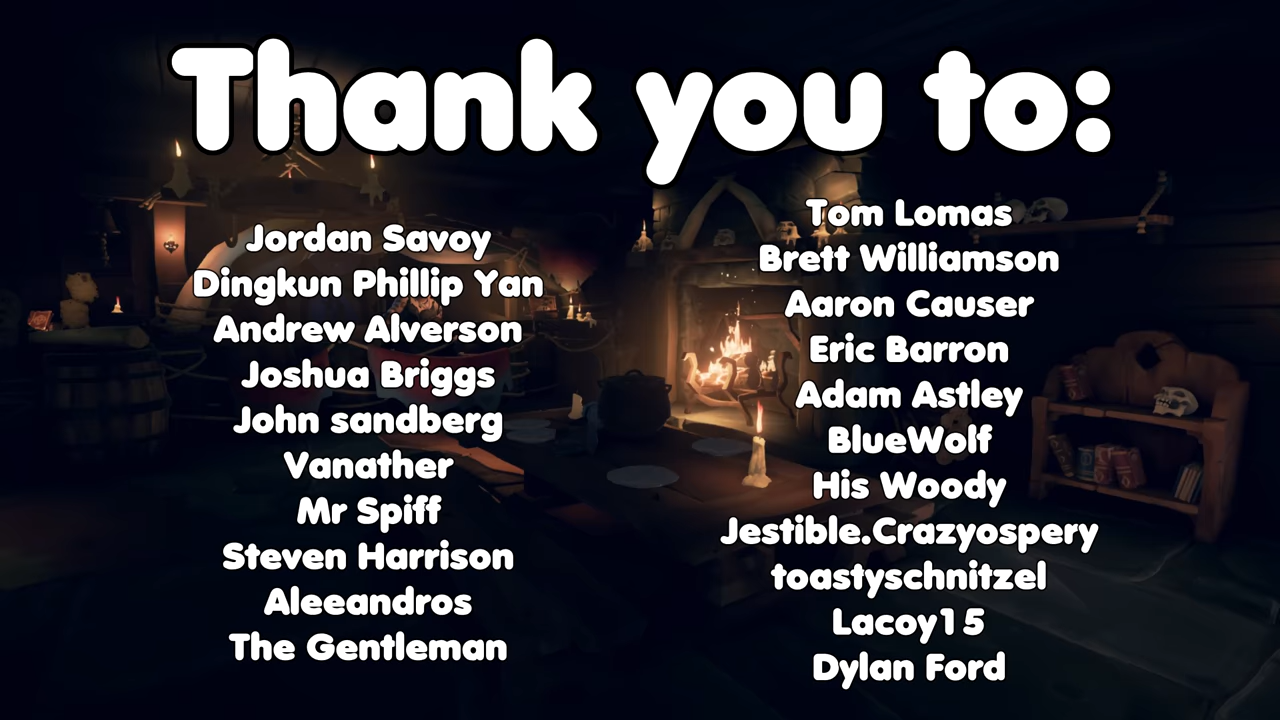 Thank you to:
Jordan Savoy
Dingkun Phillip Yan
Andrew Alverson
Joshua Briggs
John sandberg
Vanather
Mr Spiff
Steven Harrison
Aleeandros
The Gentleman
Tom Lomas
Brett Williamson
Aaron Causer
Eric Barron
Adam Astley
BlueWolf
His Woody
Jestible.Crazyospery
toastyschnitzel
Lacoy15
Dylan Ford